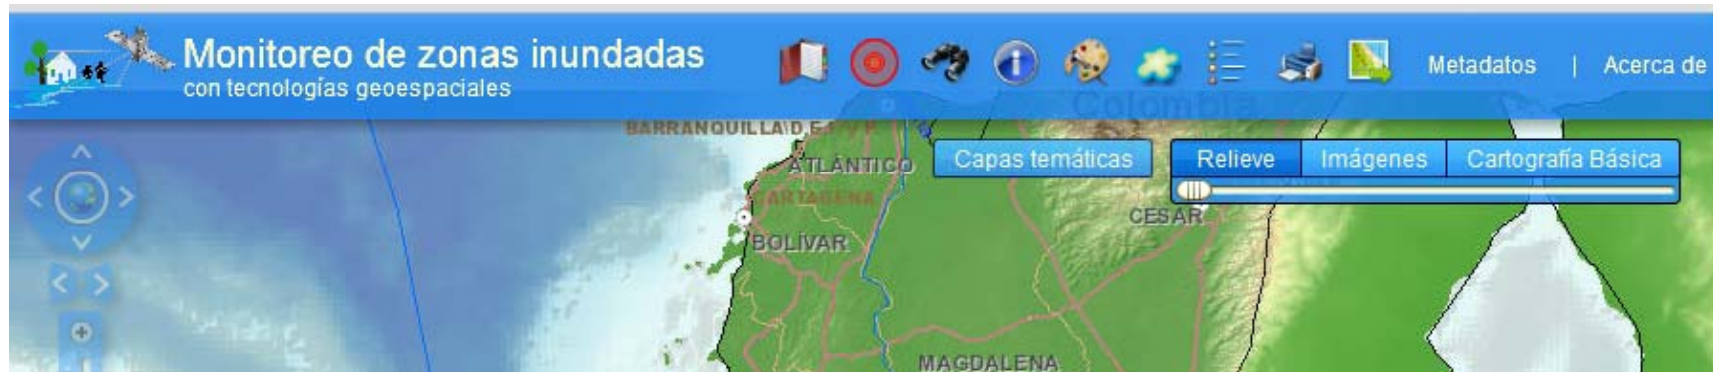 Monitoreo de zonas inundadas
con tecnologías geoespaciales
Metadatos | Acerca de
Colombia
BARRANQUILLA D.E.I. Y P.
ATLÁNTICO
Capas temáticas
Relieve Imágenes Cartografía Básica
CARTAGENA
CESAR
BOLÍVAR
MAGDALENA